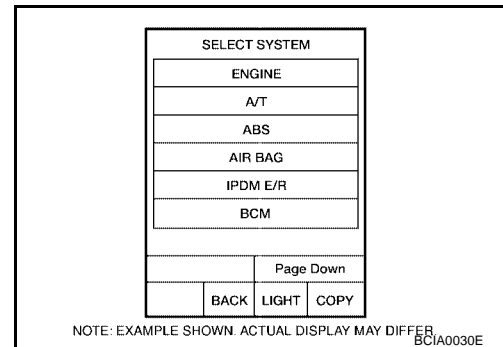 SELECT SYSTEM
ENGINE
A/T
ABS
AIR BAG
IPDM E/R
BCM
Page Down
BACK LIGHT COPY
NOTE: EXAMPLE SHOWN. ACTUAL DISPLAY MAY DIFFER.
BCIA0030E